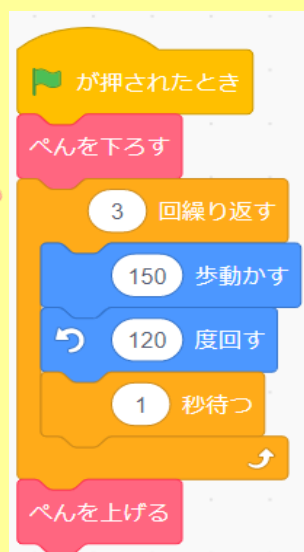 が押されたとき
ぺんを下ろす
3 回繰り返す
150 歩動かす
120 度回す
1 秒待つ
ぺんを上げる